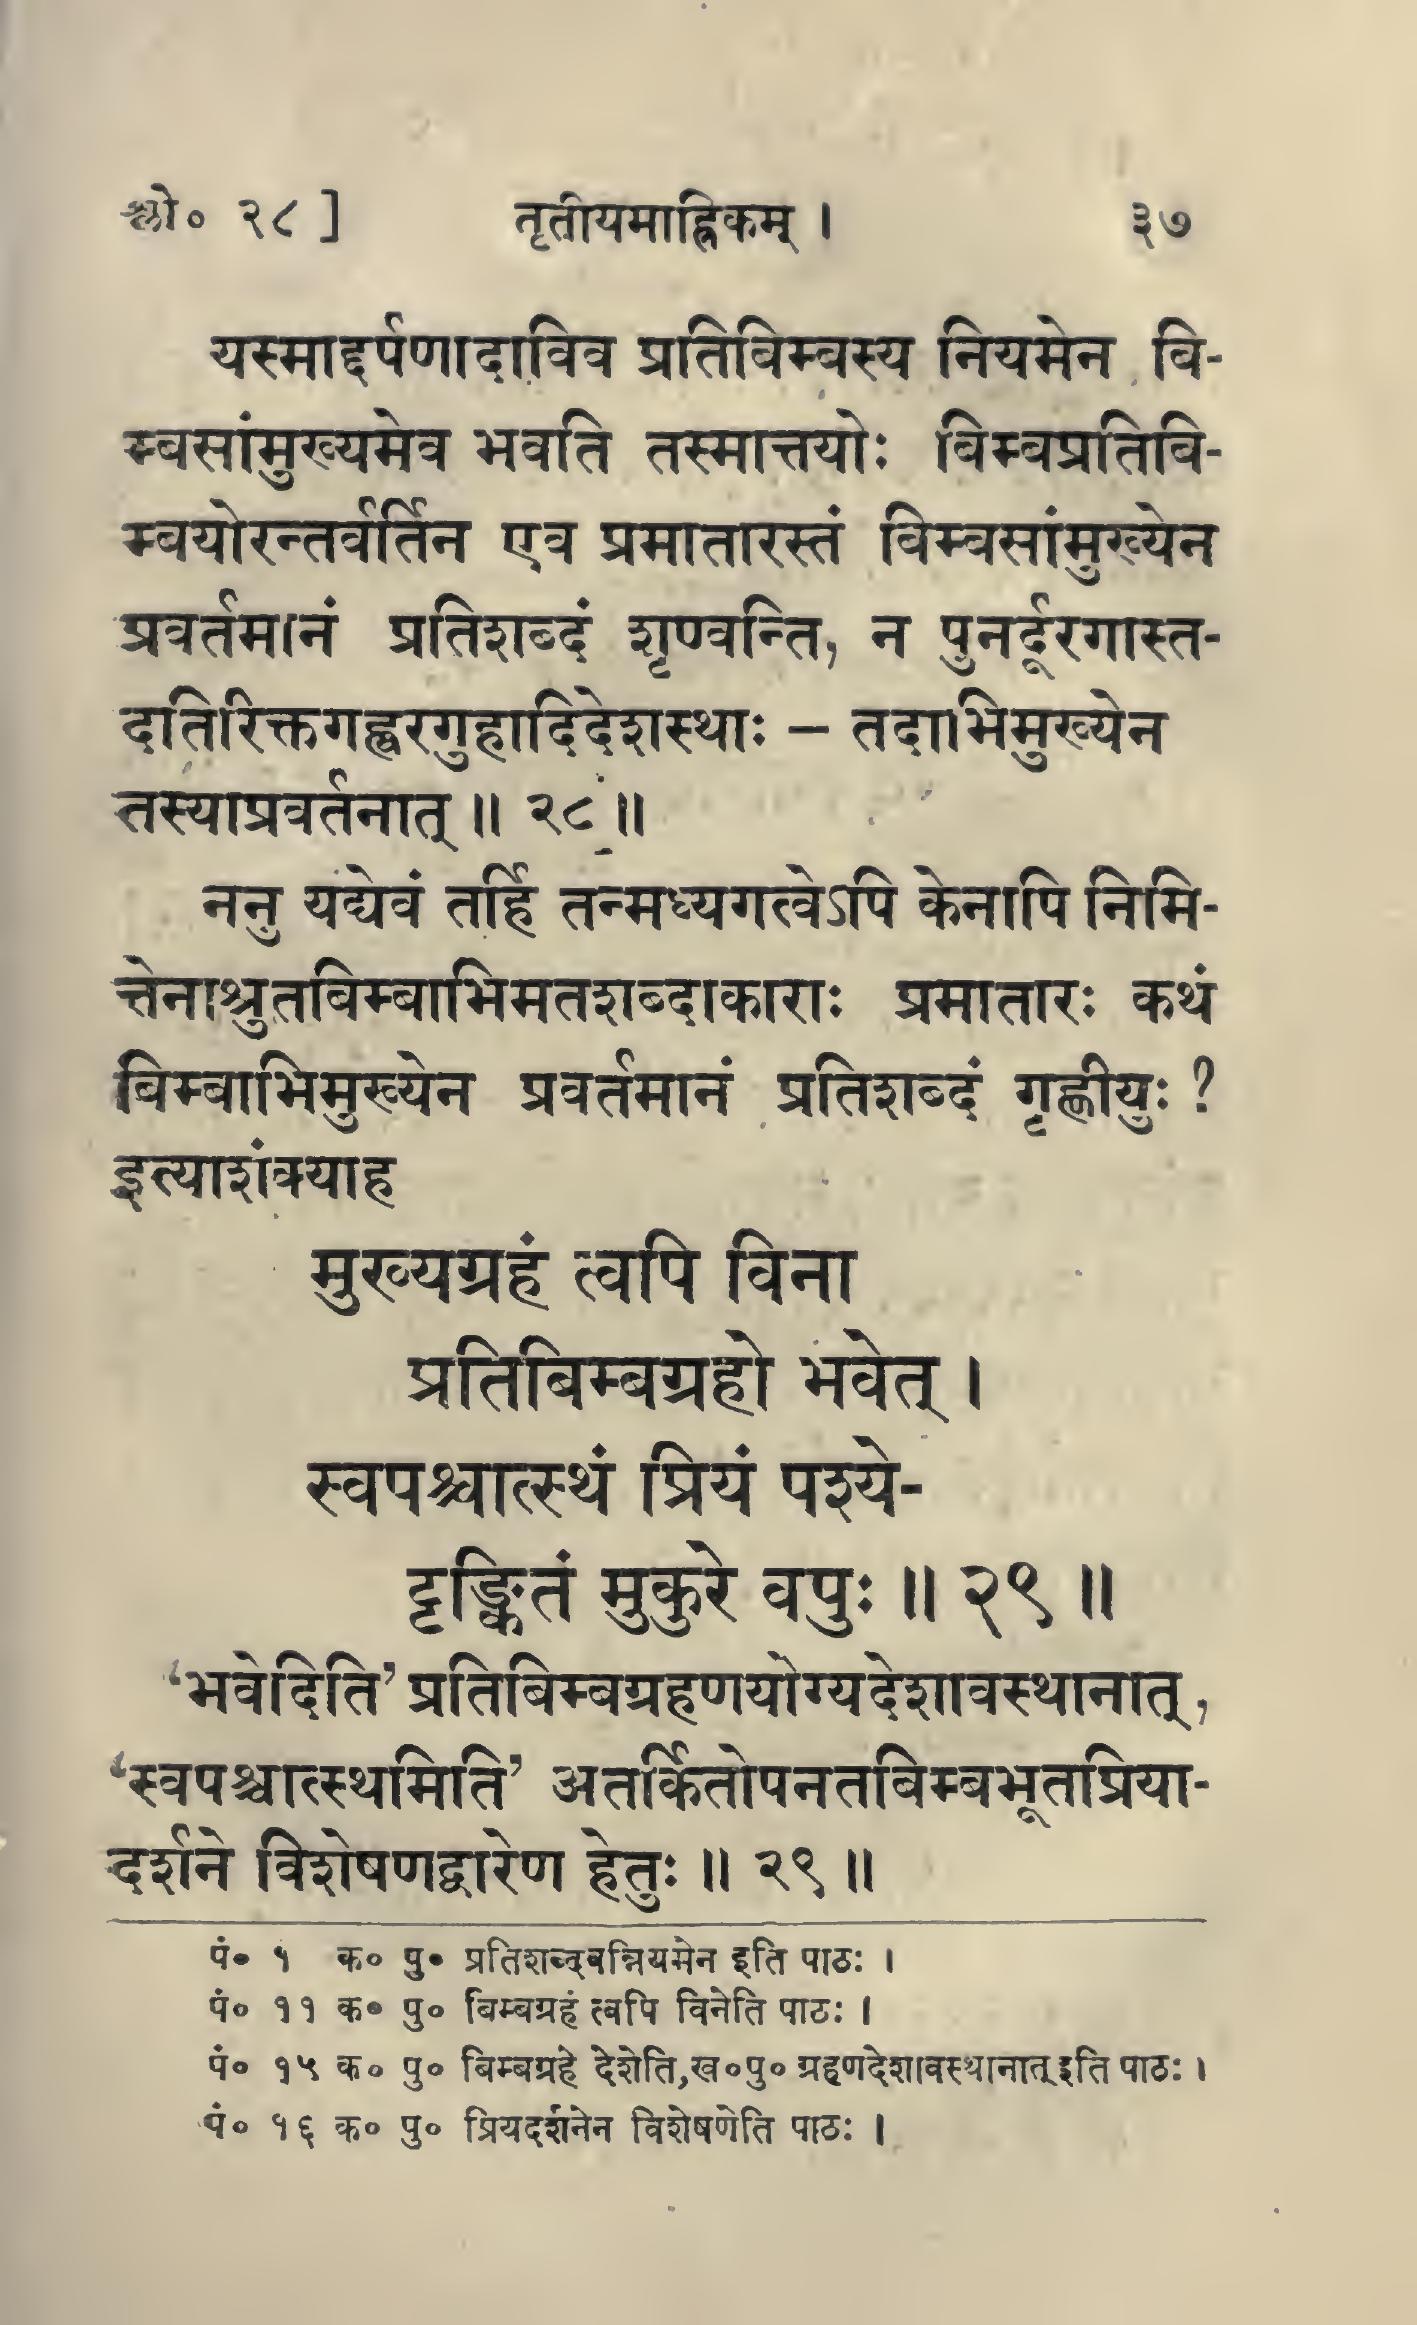 श्लो० २८ ] तृतीयमाह्निकम् । ३७
यस्माद्दर्पणादाविव प्रतिबिम्बस्य नियमेन बि-
म्बसांमुख्यमेव भवति तस्मात्तयोः बिम्बप्रतिबि-
म्बयोरन्तर्वर्तिन एव प्रमातारस्तं बिम्बसांमुख्येन
प्रवर्तमानं प्रतिशब्दं शृण्वन्ति, न पुनर्दूरगास्त-
दतिरिक्तगह्वरगुहादिदेशस्थाः – तदाभिमुख्येन
तस्याप्रवर्तनात् ॥ २८ ॥
ननु यद्येवं तर्हि तन्मध्यगत्वेऽपि केनापि निमि-
त्तेनाश्रुतबिम्बाभिमतशब्दाकाराः प्रमातारः कथं
बिम्बाभिमुख्येन प्रवर्तमानं प्रतिशब्दं गृह्णीयुः ?
इत्याशंक्याह
मुख्यग्रहं त्वपि विना
प्रतिबिम्बग्रहो भवेत् ।
स्वपश्चात्स्थं प्रियं पश्ये-
ट्टङ्कितं मुकुरे वपुः ॥ २९ ॥
‘भवेदिति’ प्रतिबिम्बग्रहणयोग्यदेशावस्थानात्,
‘स्वपश्चात्स्थमिति’ अतर्कितोपनतबिम्बभूतप्रिया-
दर्शने विशेषणद्वारेण हेतुः ॥ २९ ॥
पं० १ क० पु० प्रतिशब्दवन्नियमेन इति पाठः ।
पं० ११ क० पु० बिम्बग्रहं त्वपि विनेति पाठः ।
पं० १५ क० पु० बिम्बग्रहे देशेति, ख० पु० ग्रहणदेशावस्थानात् इति पाठः ।
पं० १६ क० पु० प्रियदर्शनेन विशेषणेति पाठः ।